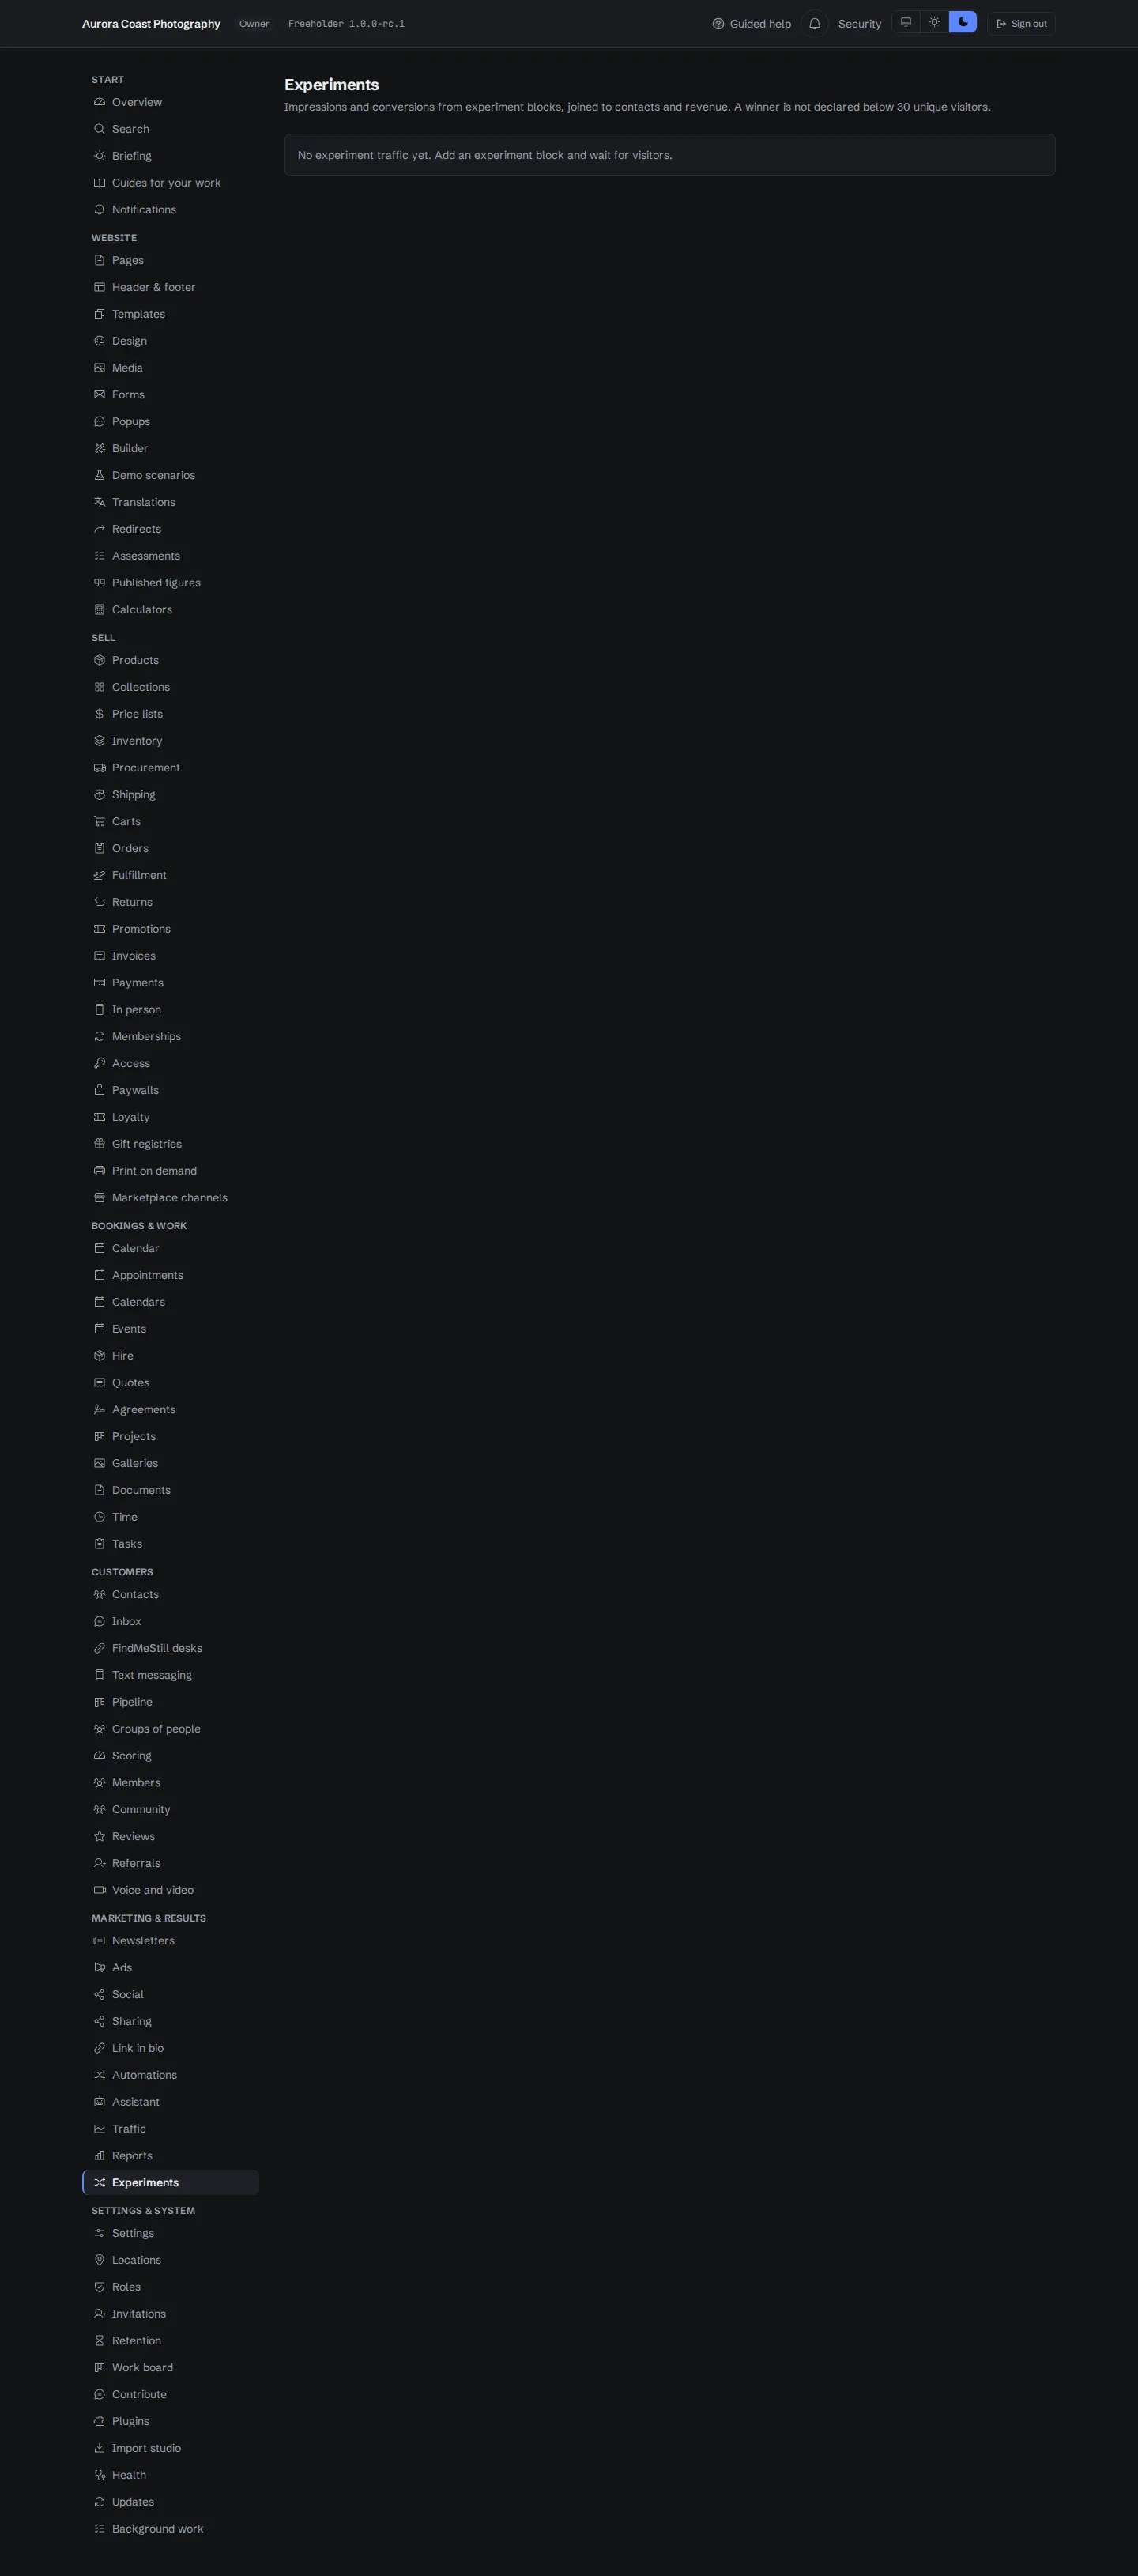 Aurora Coast Photography
Owner
Freeholder 1.0.0-rc.1
Guided help
Security
Sign out
START
Overview
Search
Briefing
Guides for your work
Notifications
WEBSITE
Pages
Header & footer
Templates
Design
Media
Forms
Popups
Builder
Demo scenarios
Translations
Redirects
Assessments
Published figures
Calculators
SELL
Products
Collections
Price lists
Inventory
Procurement
Shipping
Carts
Orders
Fulfillment
Returns
Promotions
Invoices
Payments
In person
Memberships
Access
Paywalls
Loyalty
Gift registries
Print on demand
Marketplace channels
BOOKINGS & WORK
Calendar
Appointments
Calendars
Events
Hire
Quotes
Agreements
Projects
Galleries
Documents
Time
Tasks
CUSTOMERS
Contacts
Inbox
FindMeStill desks
Text messaging
Pipeline
Groups of people
Scoring
Members
Community
Reviews
Referrals
Voice and video
MARKETING & RESULTS
Newsletters
Ads
Social
Sharing
Link in bio
Automations
Assistant
Traffic
Reports
Experiments
SETTINGS & SYSTEM
Settings
Locations
Roles
Invitations
Retention
Work board
Contribute
Plugins
Import studio
Health
Updates
Background work
Experiments
Impressions and conversions from experiment blocks, joined to contacts and revenue. A winner is not declared below 30 unique visitors.
No experiment traffic yet. Add an experiment block and wait for visitors.